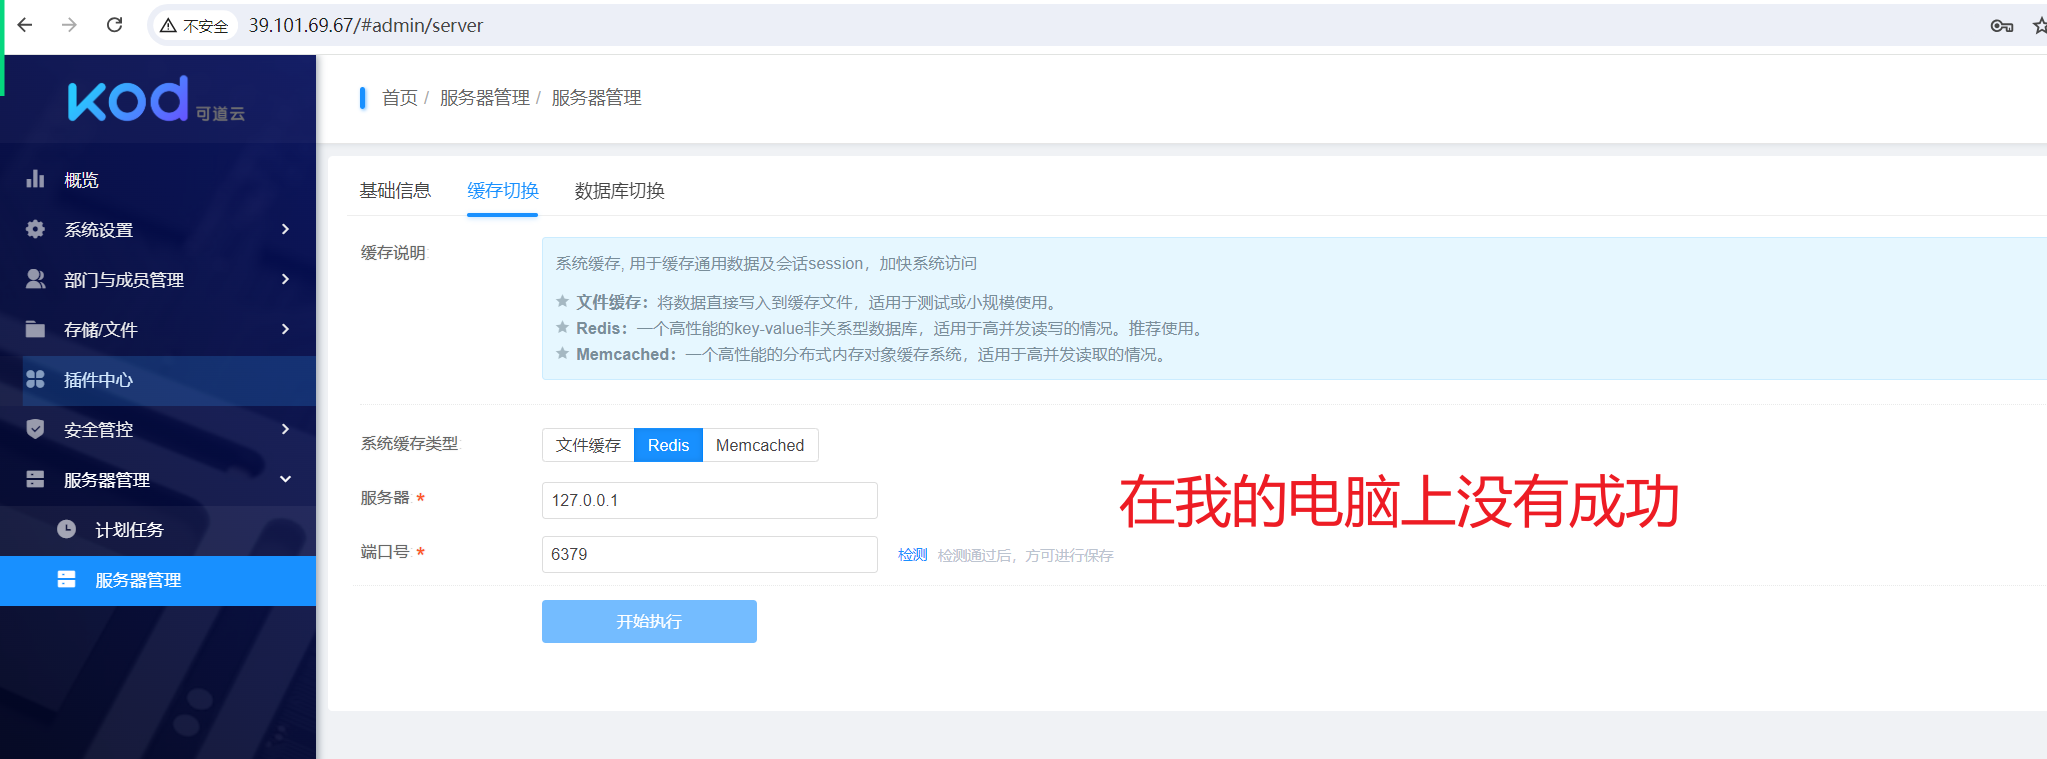 不安全 39.101.69.67/#admin/server
kod 可道云
概览
系统设置
部门与成员管理
存储/文件
插件中心
安全管控
服务器管理
计划任务
服务器管理
首页 / 服务器管理 / 服务器管理
基础信息 缓存切换 数据库切换
缓存说明
系统缓存, 用于缓存通用数据及会话session，加快系统访问
★ 文件缓存：将数据直接写入到缓存文件，适用于测试或小规模使用。
★ Redis：一个高性能的key-value非关系型数据库，适用于高并发读写的情况。推荐使用。
★ Memcached：一个高性能的分布式内存对象缓存系统，适用于高并发读取的情况。
系统缓存类型 文件缓存 Redis Memcached
服务器 * 127.0.0.1
在我的电脑上没有成功
端口号 * 6379 检测 检测通过后，方可进行保存
开始执行